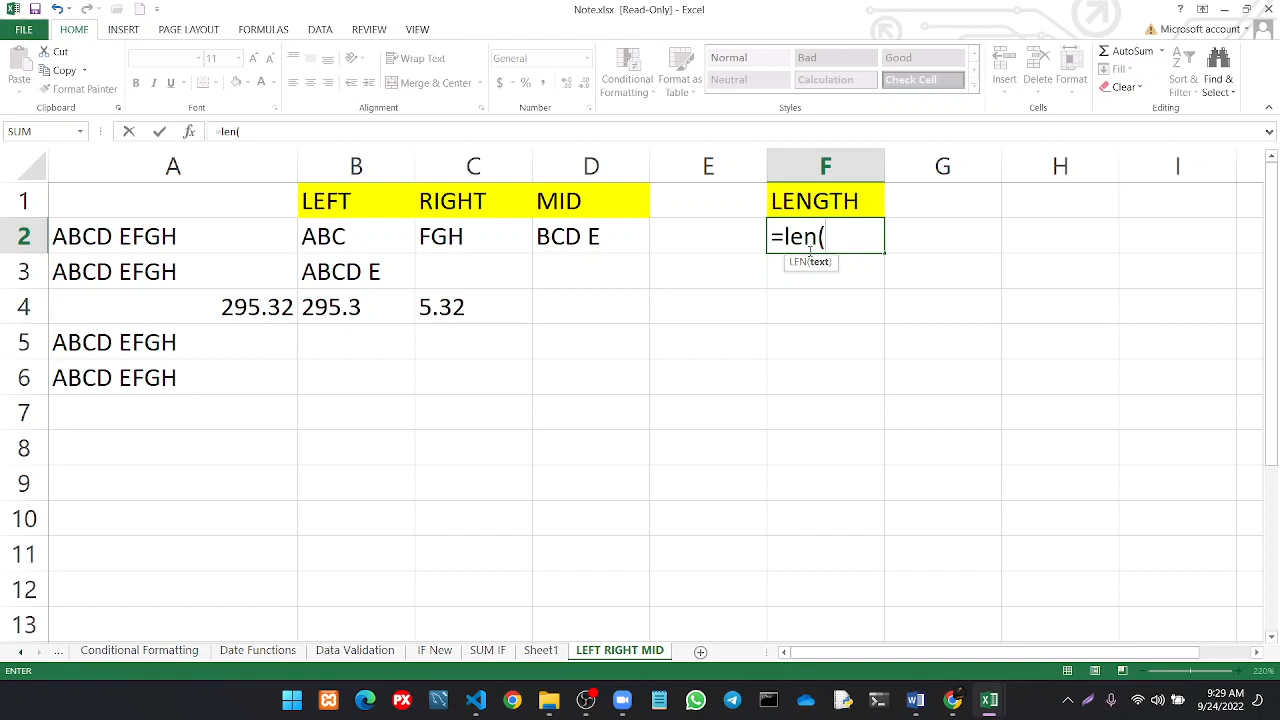 Note.xlsx [Read-Only] - Excel
?
FILE HOME INSERT PAGE LAYOUT FORMULAS DATA REVIEW VIEW Microsoft account
Paste Cut Copy Format Painter
11 A A
B I U A
Wrap Text
Merge & Center
General
$ % ,
Conditional Formatting Format as Table
Normal Bad Good
Neutral Calculation Check Cell
Insert Delete Format
AutoSum Fill Clear
Sort & Filter Find & Select
Clipboard Font Alignment Number Styles Cells Editing
SUM fx =len(
A B C D E F G H I
1 LEFT RIGHT MID LENGTH
2 ABCD EFGH ABC FGH BCD E =len(
LEN(text)
3 ABCD EFGH ABCD E
4 295.32 295.3 5.32
5 ABCD EFGH
6 ABCD EFGH
7
8
9
10
11
12
13
... Conditional Formatting Date Functions Data Validation IF New SUM IF Sheet1 LEFT RIGHT MID
ENTER 220%
9:29 AM
9/24/2022